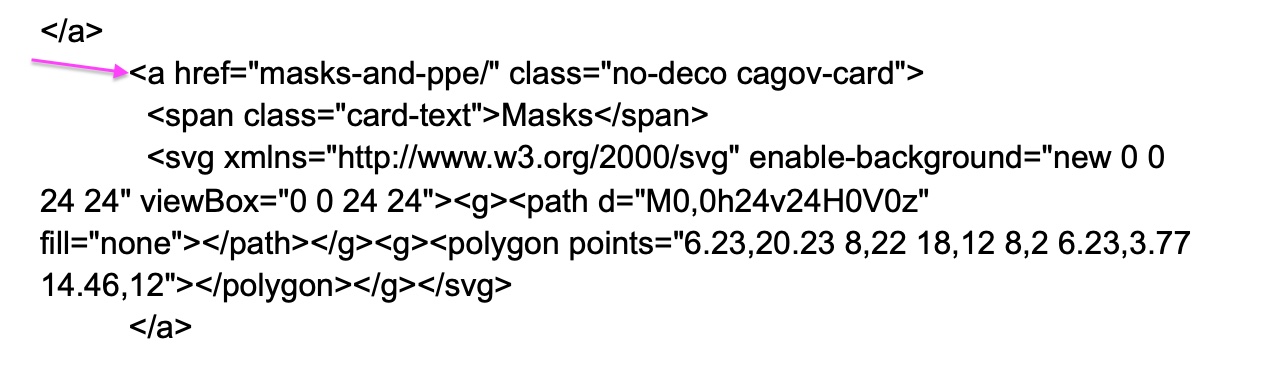 </a>
<a href="masks-and-ppe/" class="no-deco cagov-card">
<span class="card-text">Masks</span>
<svg xmlns="http://www.w3.org/2000/svg" enable-background="new 0 0
24 24" viewBox="0 0 24 24"><g><path d="M0,0h24v24H0V0z"
fill="none"></path></g><g><polygon points="6.23,20.23 8,22 18,12 8,2 6.23,3.77
14.46,12"></polygon></g></svg>
</a>